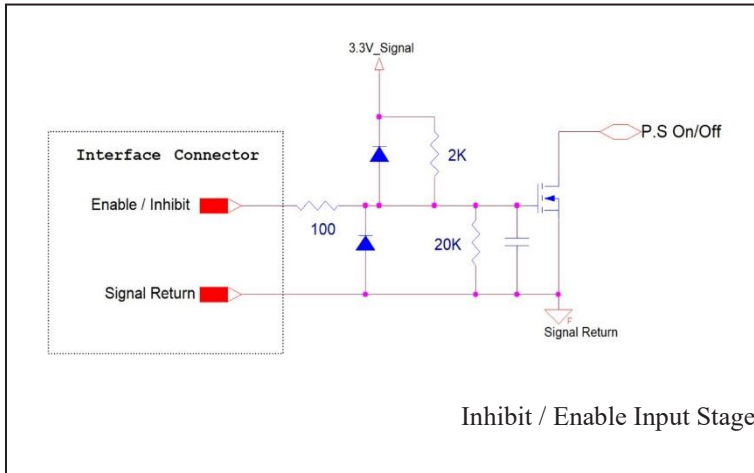 3.3V_Signal
P.S On/Off
Interface Connector
2K
Enable / Inhibit
100
20K
Signal Return
F
Signal Return
Inhibit / Enable Input Stage